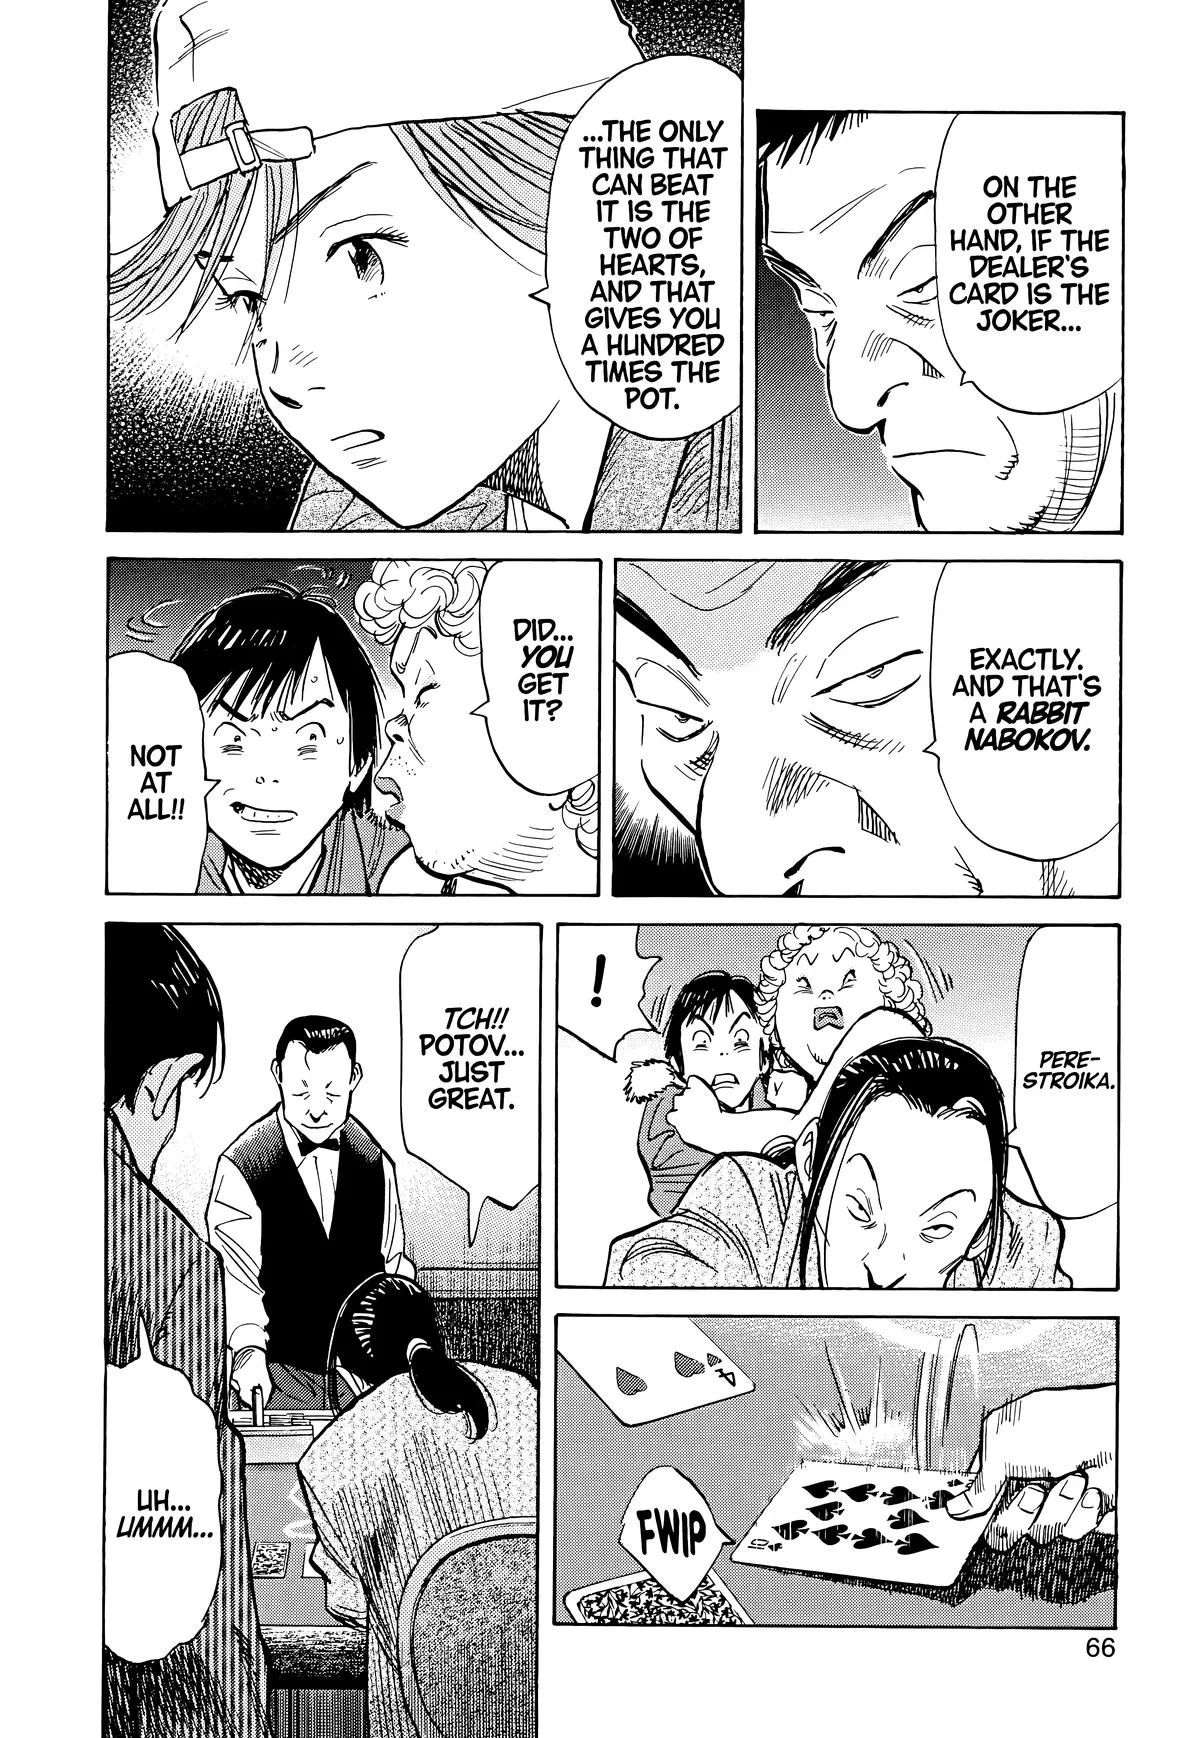 ON THE
OTHER
HAND, IF THE
DEALER'S
CARD IS THE
JOKER...
...THE ONLY
THING THAT
CAN BEAT
IT IS THE
TWO OF
HEARTS,
AND THAT
GIVES YOU
A HUNDRED
TIMES THE
POT.
EXACTLY.
AND THAT'S
A RABBIT
NABOKOV.
DID...
YOU
GET
IT?
NOT
AT
ALL!!
PERE-
STROIKA.
!
4
FWIP
10
TCH!!
POTOV...
JUST
GREAT.
UH...
UMMM...
66